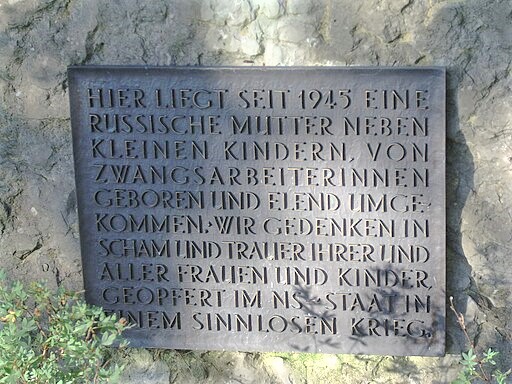 HIER LIEGT SEIT 1945 EINE
RUSSISCHE MUTTER NEBEN
KLEINEN KINDERN, VON
ZWANGSARBEITERINNEN
GEBOREN UND ELEND UMGE-
KOMMEN. WIR GEDENKEN IN
SCHAM UND TRAUER IHRER UND
ALLER FRAUEN UND KINDER,
GEOPFERT IM NS-STAAT IN
EINEM SINNLOSEN KRIEG.